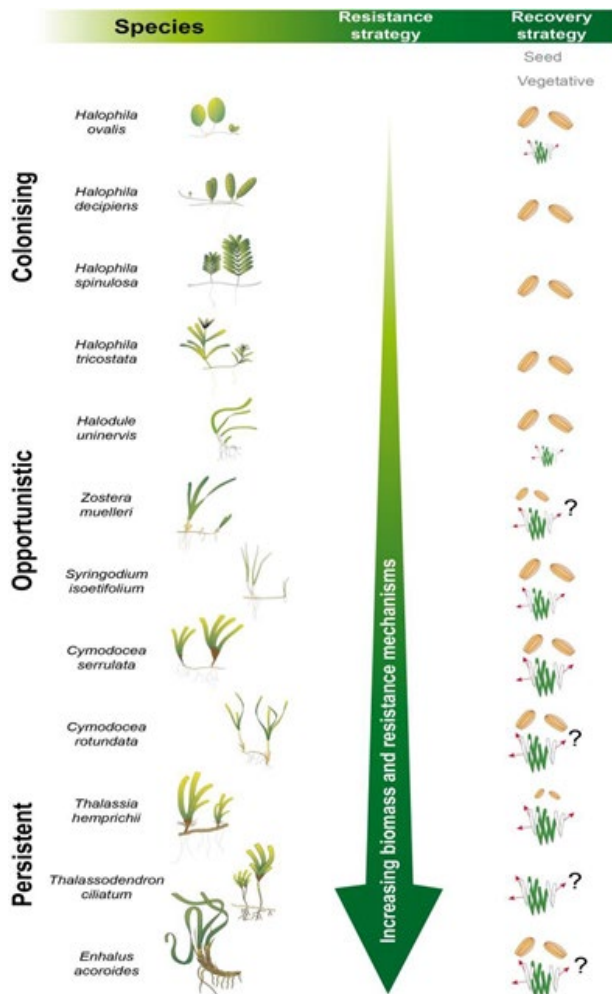 Species
Resistance
strategy
Recovery
strategy
Seed
Vegetative
Colonising
Halophila
ovalis
Halophila
decipiens
Halophila
spinulosa
Halophila
tricostata
Opportunistic
Halodule
uninervis
Zostera
muelleri
?
Syringodium
isoetifolium
Cymodocea
serrulata
Cymodocea
rotundata
?
Persistent
Thalassia
hemprichii
Thalassodendron
ciliatum
?
Enhalus
acoroides
?
Increasing biomass and resistance mechanisms